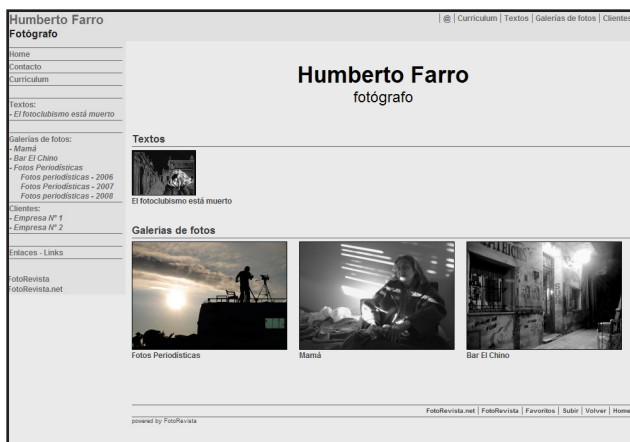 Humberto Farro
Fotógrafo
| @ | Curriculum | Textos | Galerías de fotos | Clientes
Home
Contacto
Curriculum
Textos:
- El fotoclubismo está muerto
Galerías de fotos:
- Mamá
- Bar El Chino
- Fotos Periodísticas
Fotos periodísticas - 2006
Fotos Periodísticas - 2007
Fotos periodísticas - 2008
Clientes:
- Empresa Nº 1
- Empresa Nº 2
Enlaces - Links
FotoRevista
FotoRevista.net
Humberto Farro
fotógrafo
Textos
El fotoclubismo está muerto
Galerías de fotos
Fotos Periodísticas
Mamá
Bar El Chino
FotoRevista.net | FotoRevista | Favoritos | Subir | Volver | Home
powered by FotoRevista